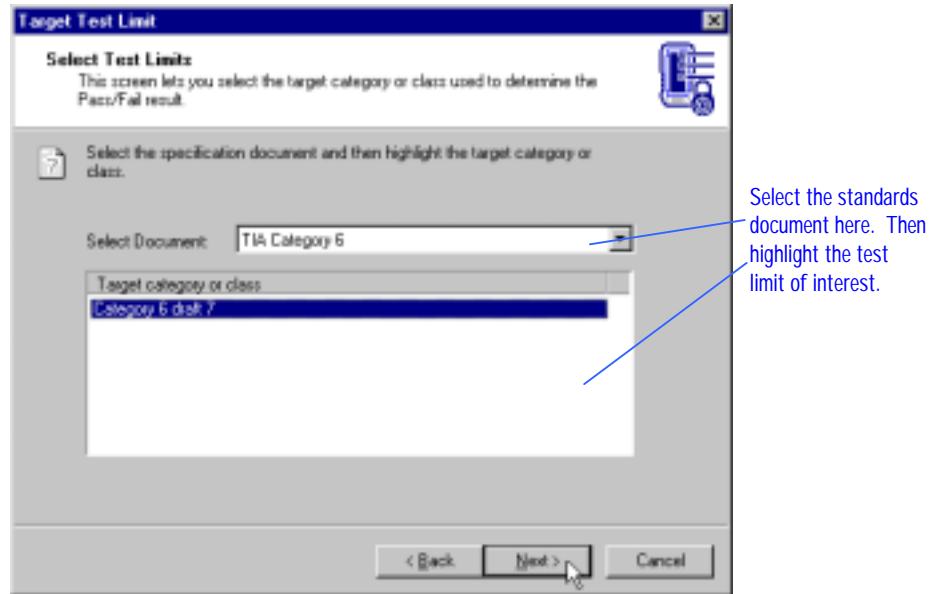 Target Test Limit
Select Test Limits
This screen lets you select the target category or class used to determine the
Pass/Fail result.
Select the specification document and then highlight the target category or
class.
Select Document:
TIA Category 6
Target category or class
Category 6 draft 7
< Back
Next >
Cancel
Select the standards
document here. Then
highlight the test
limit of interest.